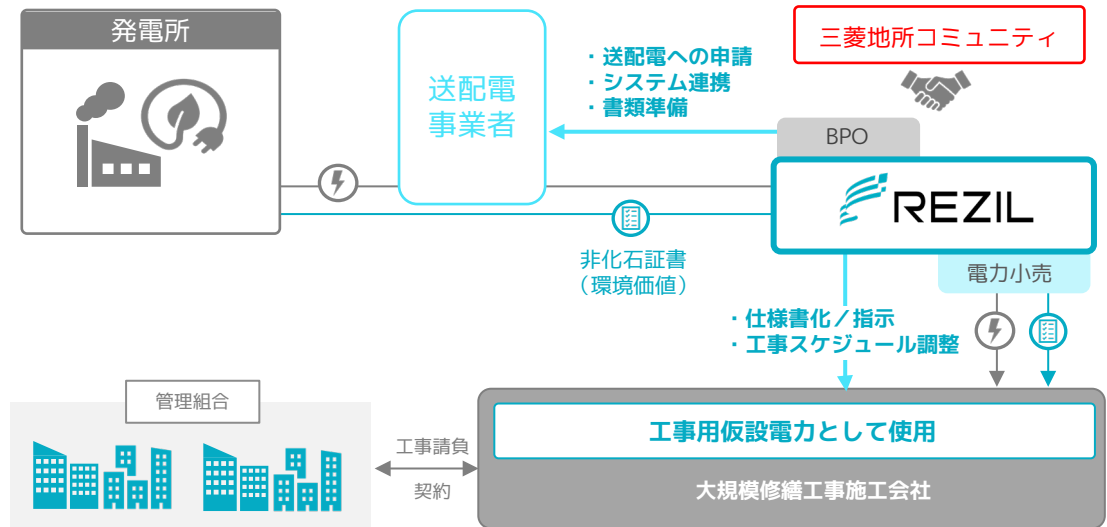 発電所
送配電
事業者
・送配電への申請
・システム連携
・書類準備
三菱地所コミュニティ
BPO
REZIL
非化石証書
（環境価値）
電力小売
・仕様書化／指示
・工事スケジュール調整
管理組合
工事請負
契約
工事用仮設電力として使用
大規模修繕工事施工会社